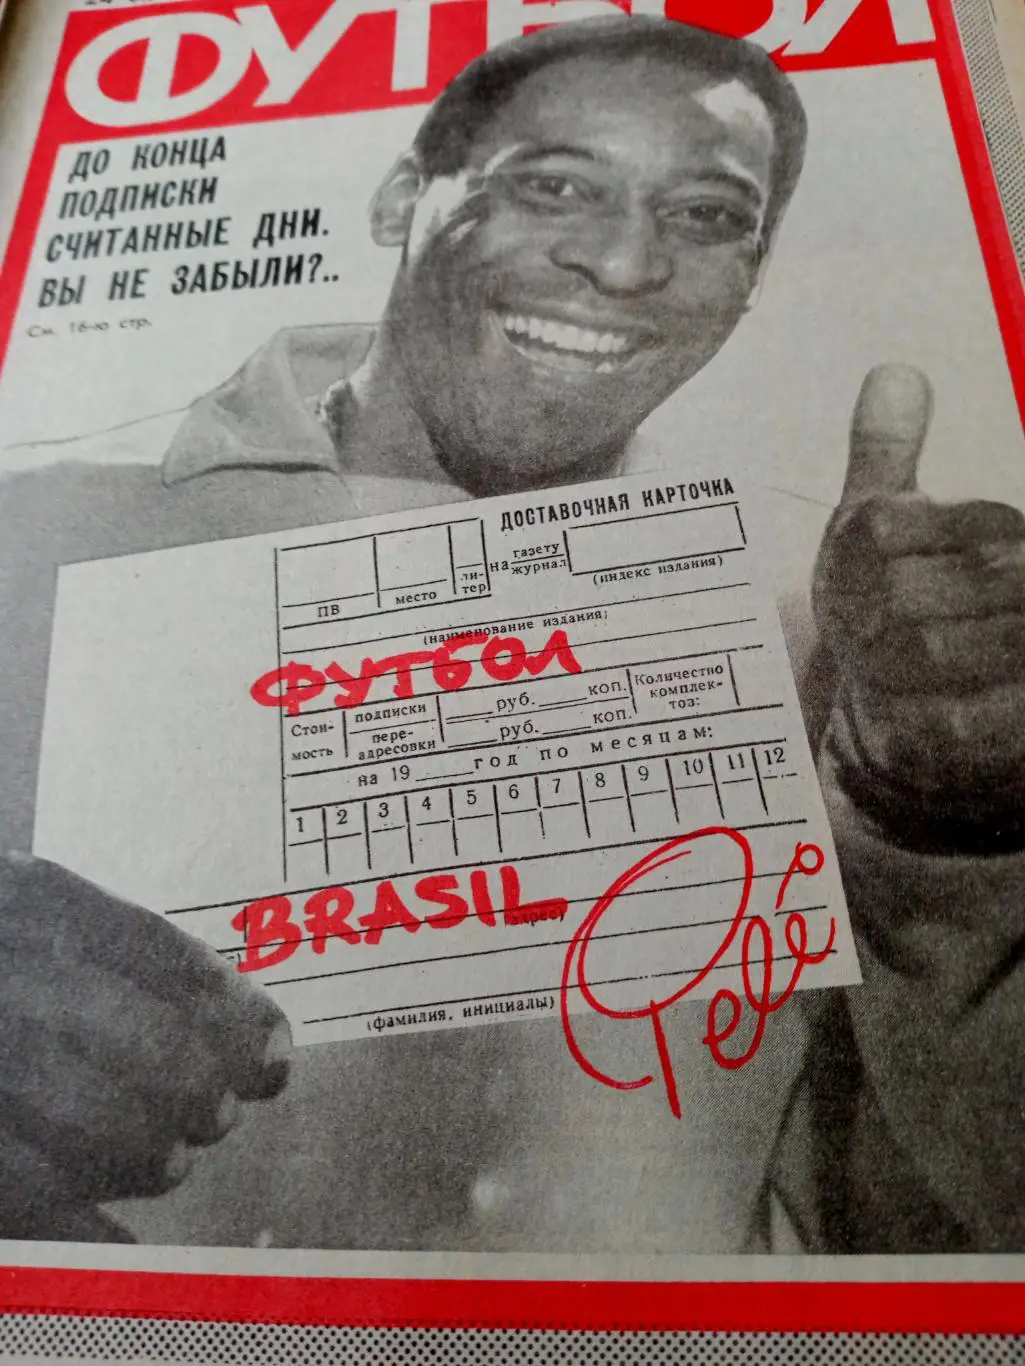 ФУТБОЛ
ДО КОНЦА
ПОДПИСКИ
СЧИТАННЫЕ ДНИ.
ВЫ НЕ ЗАБЫЛИ?..
См. 16-ю стр.
ДОСТАВОЧНАЯ КАРТОЧКА
ПВ место ли-
тер
на газету
журнал
(индекс издания)
(наименование издания)
ФУТБОЛ
Стои-
мость
подписки руб. коп.
пере-
адресовки руб. коп.
Количество
комплек-
тов:
на 19 год по месяцам:
1 2 3 4 5 6 7 8 9 10 11 12
BRASIL
(адрес)
Pelé
(фамилия, инициалы)